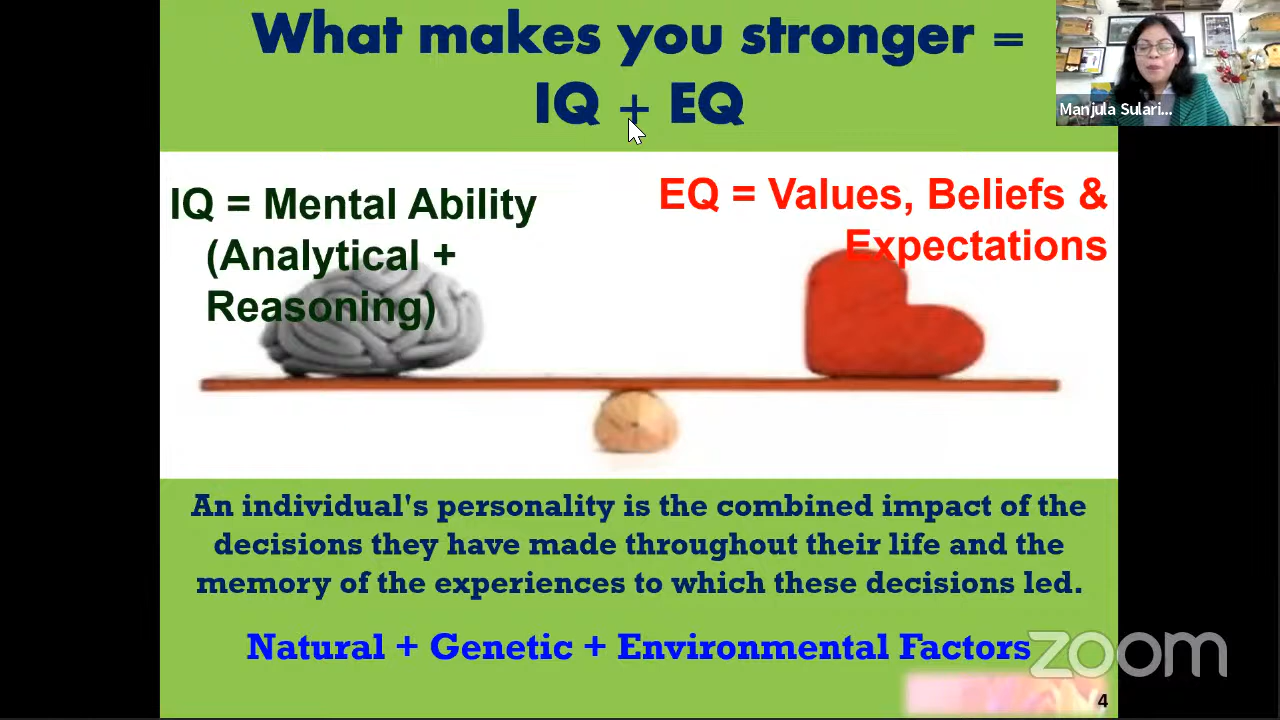 What makes you stronger =
IQ + EQ
Manjula Sulari...
IQ = Mental Ability
(Analytical +
Reasoning)
EQ = Values, Beliefs &
Expectations
An individual's personality is the combined impact of the
decisions they have made throughout their life and the
memory of the experiences to which these decisions led.
Natural + Genetic + Environmental Factors
zoom
4